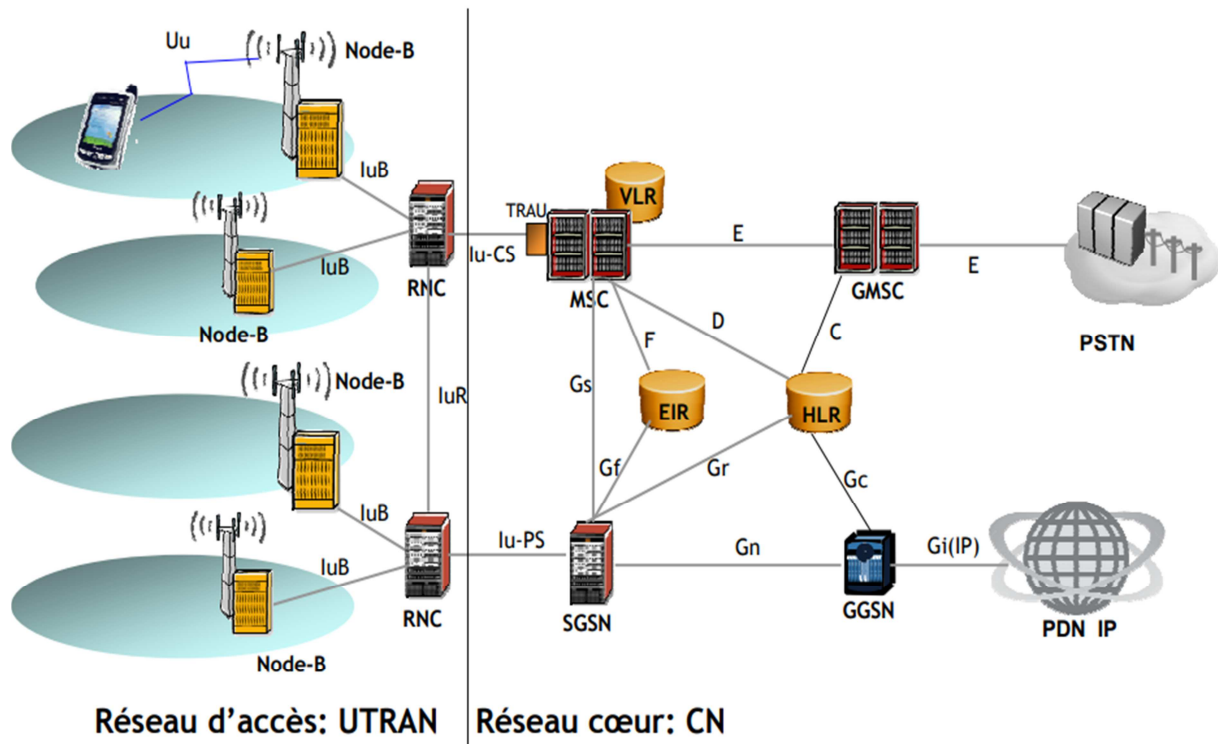 Uu
Node-B
IuB
VLR
TRAU
E
Iu-CS
E
IuB
RNC
MSC
GMSC
Node-B
D
C
PSTN
F
Node-B
IuR
Gs
EIR
HLR
Gf
Gr
Gc
IuB
Iu-PS
Gn
Gi(IP)
IuB
RNC
SGSN
GGSN
PDN IP
Node-B
Réseau d'accès: UTRAN
Réseau cœur: CN